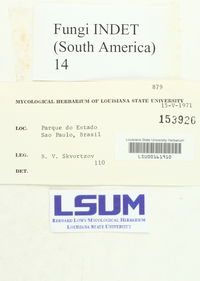 Fungi INDET
(South America)
14
879
MYCOLOGICAL HERBARIUM OF LOUISIANA STATE UNIVERSITY
15-V-1971
153926
LOC. Parque do Estado
Sao Paulo, Brasil
Louisiana State University Herbarium
LEG. B. V. Skvortzov
110
DET.
LSUM
BERNARD LOWY MYCOLOGICAL HERBARIUM
LOUISIANA STATE UNIVERSITY